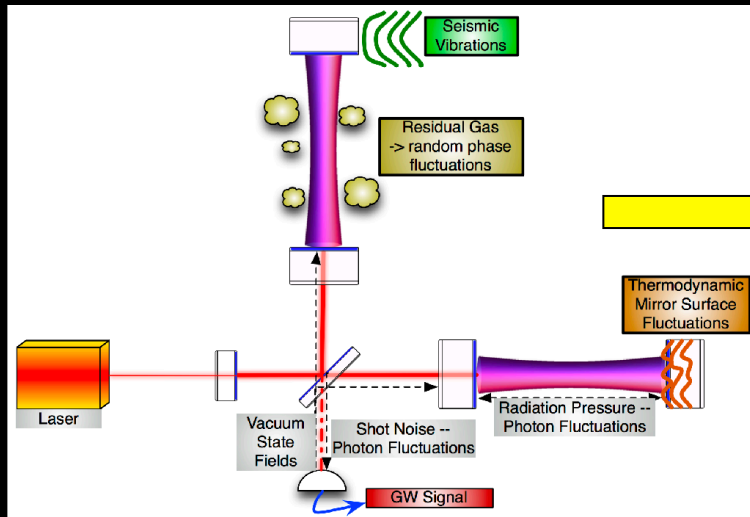 Seismic
Vibrations
Residual Gas
-> random phase
fluctuations
Thermodynamic
Mirror Surface
Fluctuations
Laser
Vacuum
State
Fields
Shot Noise --
Photon Fluctuations
Radiation Pressure --
Photon Fluctuations
GW Signal